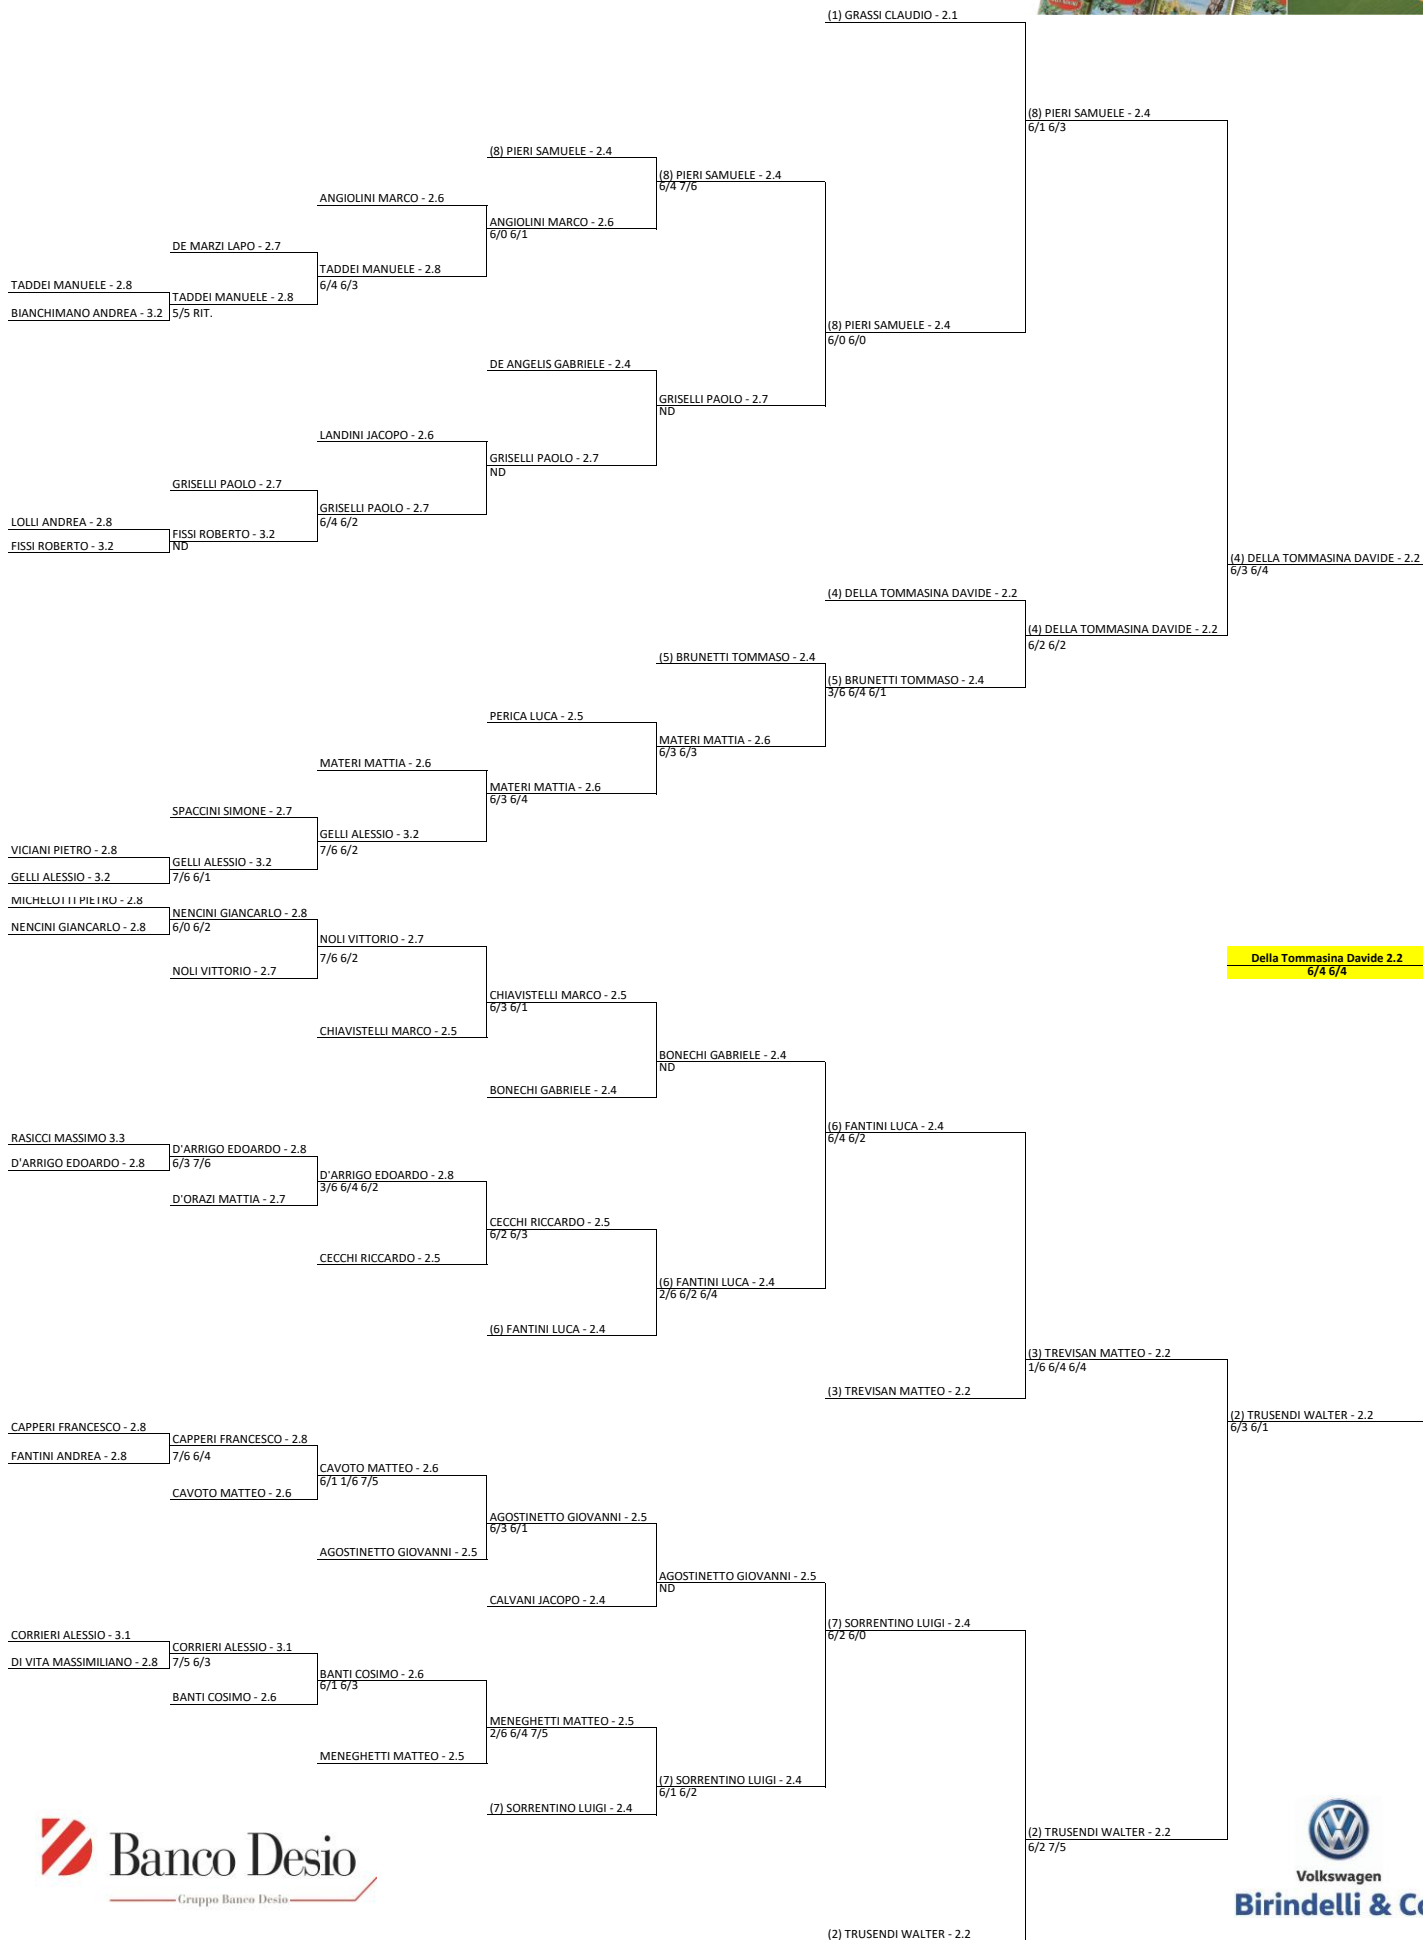 (1) GRASSI CLAUDIO - 2.1
(8) PIERI SAMUELE - 2.4
6/1 6/3
(8) PIERI SAMUELE - 2.4
(8) PIERI SAMUELE - 2.4
6/4 7/6
ANGIOLINI MARCO - 2.6
ANGIOLINI MARCO - 2.6
6/0 6/1
DE MARZI LAPO - 2.7
TADDEI MANUELE - 2.8
6/4 6/3
TADDEI MANUELE - 2.8
TADDEI MANUELE - 2.8
BIANCHIMANO ANDREA - 3.2
5/5 RIT.
(8) PIERI SAMUELE - 2.4
6/0 6/0
DE ANGELIS GABRIELE - 2.4
GRISELLI PAOLO - 2.7
ND
LANDINI JACOPO - 2.6
GRISELLI PAOLO - 2.7
ND
GRISELLI PAOLO - 2.7
GRISELLI PAOLO - 2.7
6/4 6/2
LOLLI ANDREA - 2.8
FISSI ROBERTO - 3.2
FISSI ROBERTO - 3.2
ND
(4) DELLA TOMMASINA DAVIDE - 2.2
6/3 6/4
(4) DELLA TOMMASINA DAVIDE - 2.2
(4) DELLA TOMMASINA DAVIDE - 2.2
6/2 6/2
(5) BRUNETTI TOMMASO - 2.4
(5) BRUNETTI TOMMASO - 2.4
3/6 6/4 6/1
PERICA LUCA - 2.5
MATERI MATTIA - 2.6
6/3 6/3
MATERI MATTIA - 2.6
MATERI MATTIA - 2.6
6/3 6/4
SPACCINI SIMONE - 2.7
GELLI ALESSIO - 3.2
7/6 6/2
VICIANI PIETRO - 2.8
GELLI ALESSIO - 3.2
GELLI ALESSIO - 3.2
7/6 6/1
MICHELOTTI PIETRO - 2.8
NENCINI GIANCARLO - 2.8
NENCINI GIANCARLO - 2.8
6/0 6/2
NOLI VITTORIO - 2.7
7/6 6/2
NOLI VITTORIO - 2.7
Della Tommasina Davide 2.2
6/4 6/4
CHIAVISTELLI MARCO - 2.5
6/3 6/1
CHIAVISTELLI MARCO - 2.5
BONECHI GABRIELE - 2.4
ND
BONECHI GABRIELE - 2.4
(6) FANTINI LUCA - 2.4
6/4 6/2
RASICCI MASSIMO 3.3
D'ARRIGO EDOARDO - 2.8
D'ARRIGO EDOARDO - 2.8
6/3 7/6
D'ARRIGO EDOARDO - 2.8
3/6 6/4 6/2
D'ORAZI MATTIA - 2.7
CECCHI RICCARDO - 2.5
6/2 6/3
CECCHI RICCARDO - 2.5
(6) FANTINI LUCA - 2.4
2/6 6/2 6/4
(6) FANTINI LUCA - 2.4
(3) TREVISAN MATTEO - 2.2
1/6 6/4 6/4
(3) TREVISAN MATTEO - 2.2
(2) TRUSENDI WALTER - 2.2
6/3 6/1
CAPPERI FRANCESCO - 2.8
CAPPERI FRANCESCO - 2.8
FANTINI ANDREA - 2.8
7/6 6/4
CAVOTO MATTEO - 2.6
6/1 1/6 7/5
CAVOTO MATTEO - 2.6
AGOSTINETTO GIOVANNI - 2.5
6/3 6/1
AGOSTINETTO GIOVANNI - 2.5
AGOSTINETTO GIOVANNI - 2.5
ND
CALVANI JACOPO - 2.4
(7) SORRENTINO LUIGI - 2.4
6/2 6/0
CORRIERI ALESSIO - 3.1
CORRIERI ALESSIO - 3.1
DI VITA MASSIMILIANO - 2.8
7/5 6/3
BANTI COSIMO - 2.6
6/1 6/3
BANTI COSIMO - 2.6
MENEGHETTI MATTEO - 2.5
2/6 6/4 7/5
MENEGHETTI MATTEO - 2.5
(7) SORRENTINO LUIGI - 2.4
6/1 6/2
(7) SORRENTINO LUIGI - 2.4
(2) TRUSENDI WALTER - 2.2
6/2 7/5
Banco Desio
Gruppo Banco Desio
Volkswagen
Birindelli & Co
(2) TRUSENDI WALTER - 2.2